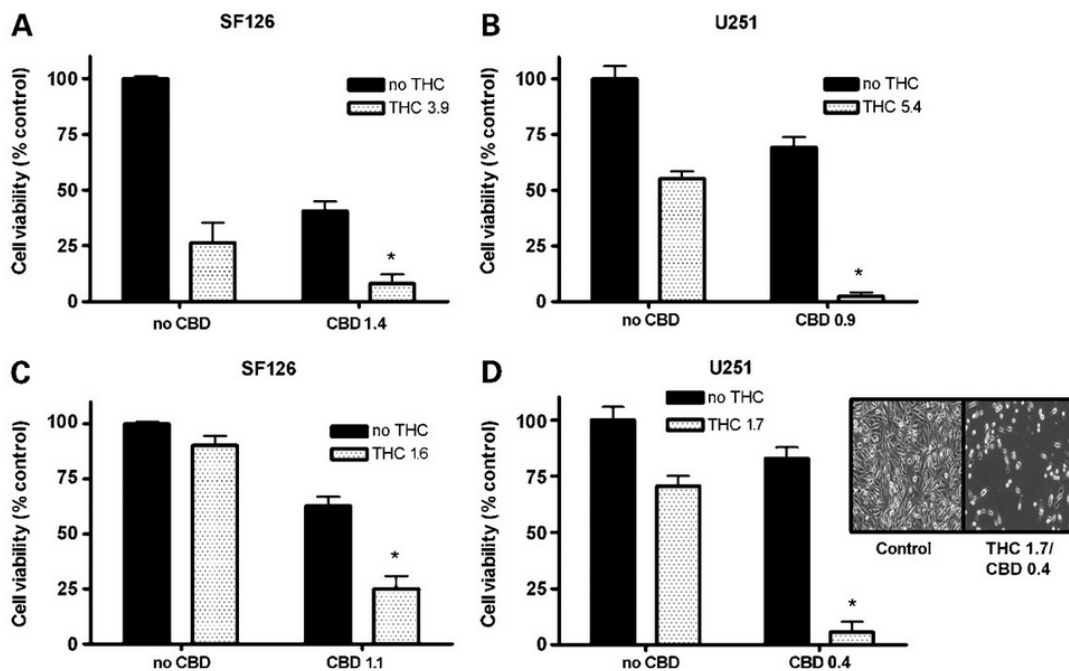 A
SF126
Cell viability (% control)
100
75
50
25
0
no THC
THC 3.9
*
no CBD
CBD 1.4
B
U251
Cell viability (% control)
100
75
50
25
0
no THC
THC 5.4
*
no CBD
CBD 0.9
C
SF126
Cell viability (% control)
100
75
50
25
0
no THC
THC 1.6
*
no CBD
CBD 1.1
D
U251
Cell viability (% control)
100
75
50
25
0
no THC
THC 1.7
*
no CBD
CBD 0.4
Control
THC 1.7/
CBD 0.4